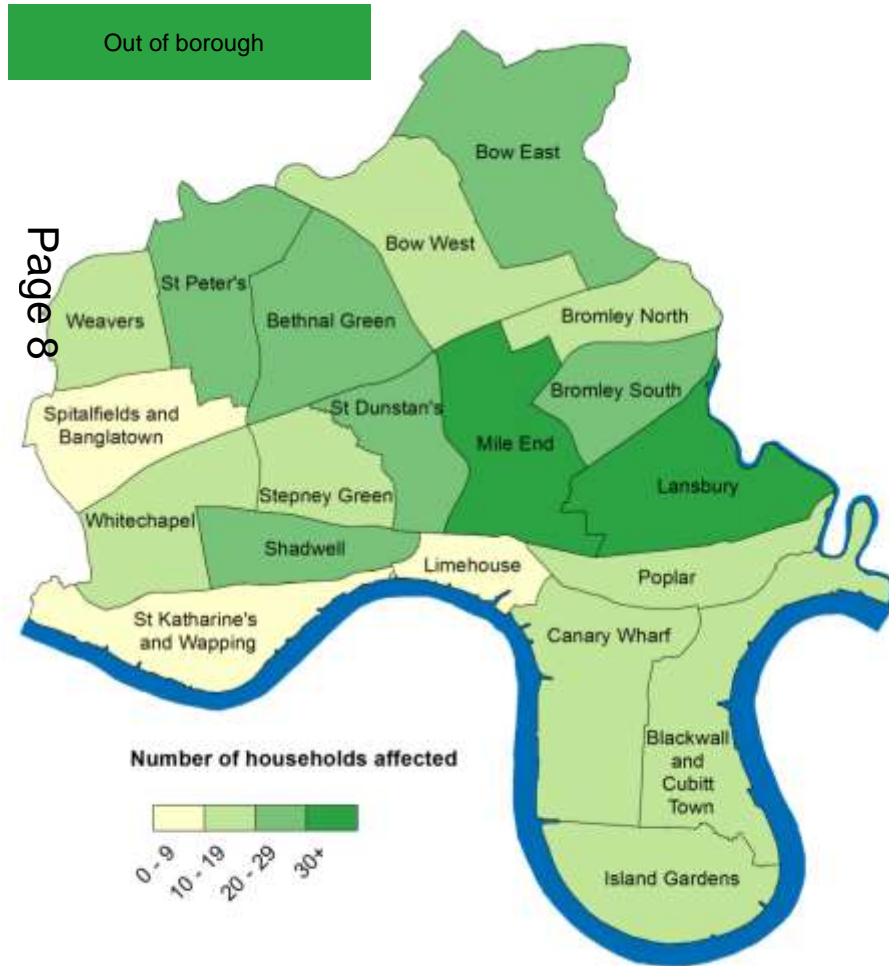 Out of borough
Page 8
Bow East
Bow West
St Peter's
Weavers
Bethnal Green
Bromley North
Bromley South
St Dunstan's
Spitalfields and
Banglatown
Mile End
Lansbury
Stepney Green
Whitechapel
Shadwell
Limehouse
Poplar
St Katharine's
and Wapping
Canary Wharf
Blackwall
and
Cubitt
Town
Island Gardens
Number of households affected
0 - 9
10 - 19
20 - 29
30+